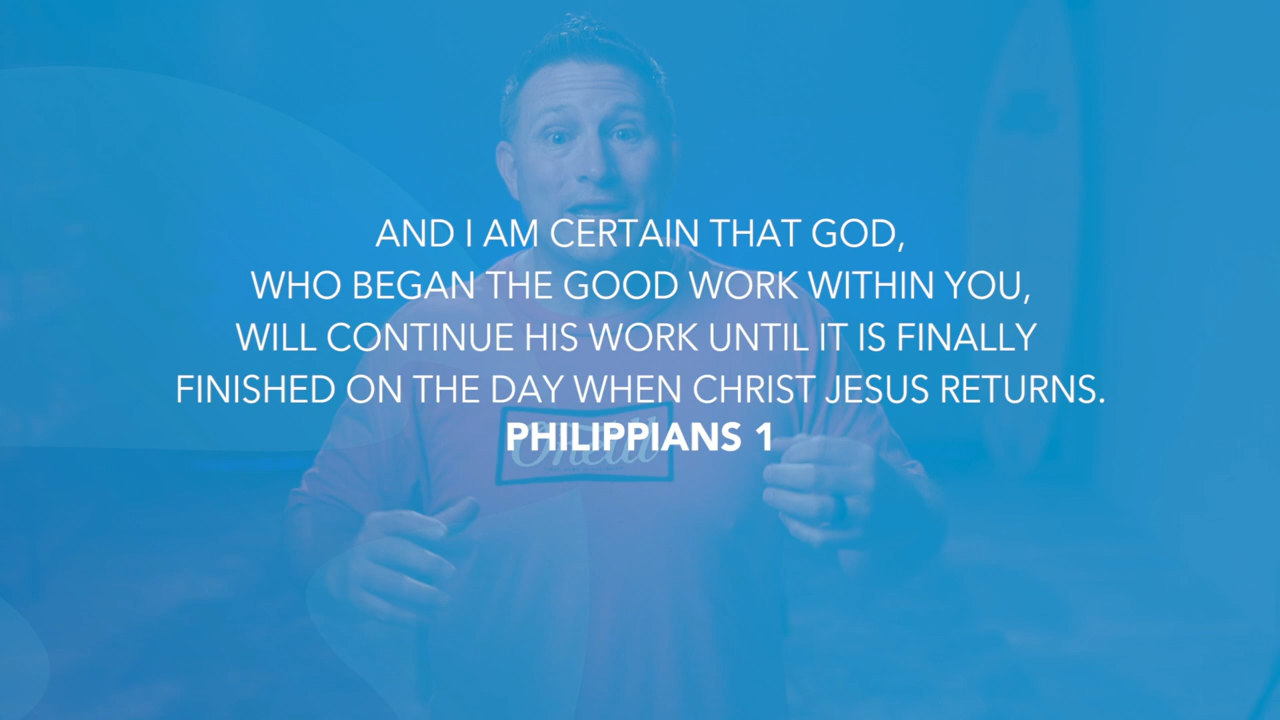 AND I AM CERTAIN THAT GOD,
WHO BEGAN THE GOOD WORK WITHIN YOU,
WILL CONTINUE HIS WORK UNTIL IT IS FINALLY
FINISHED ON THE DAY WHEN CHRIST JESUS RETURNS.
PHILIPPIANS 1
O'Neill